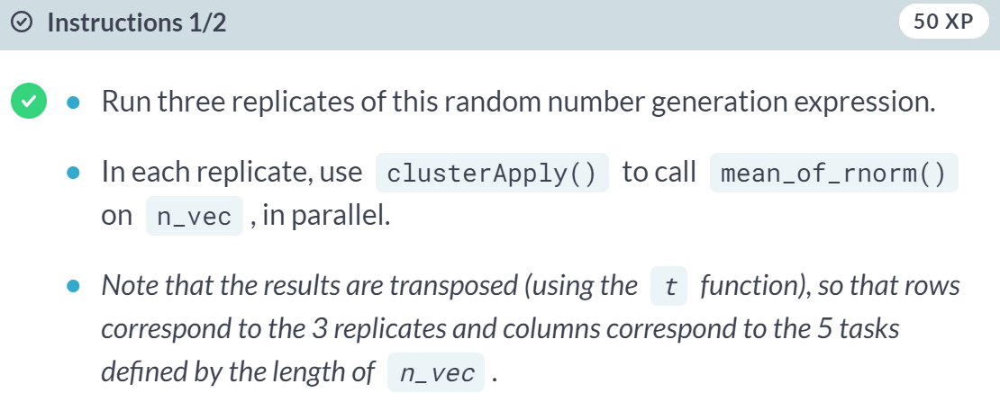 Instructions 1/2
50 XP
Run three replicates of this random number generation expression.
In each replicate, use clusterApply() to call mean_of_rnorm()
on n_vec , in parallel.
Note that the results are transposed (using the t function), so that rows
correspond to the 3 replicates and columns correspond to the 5 tasks
defined by the length of n_vec .